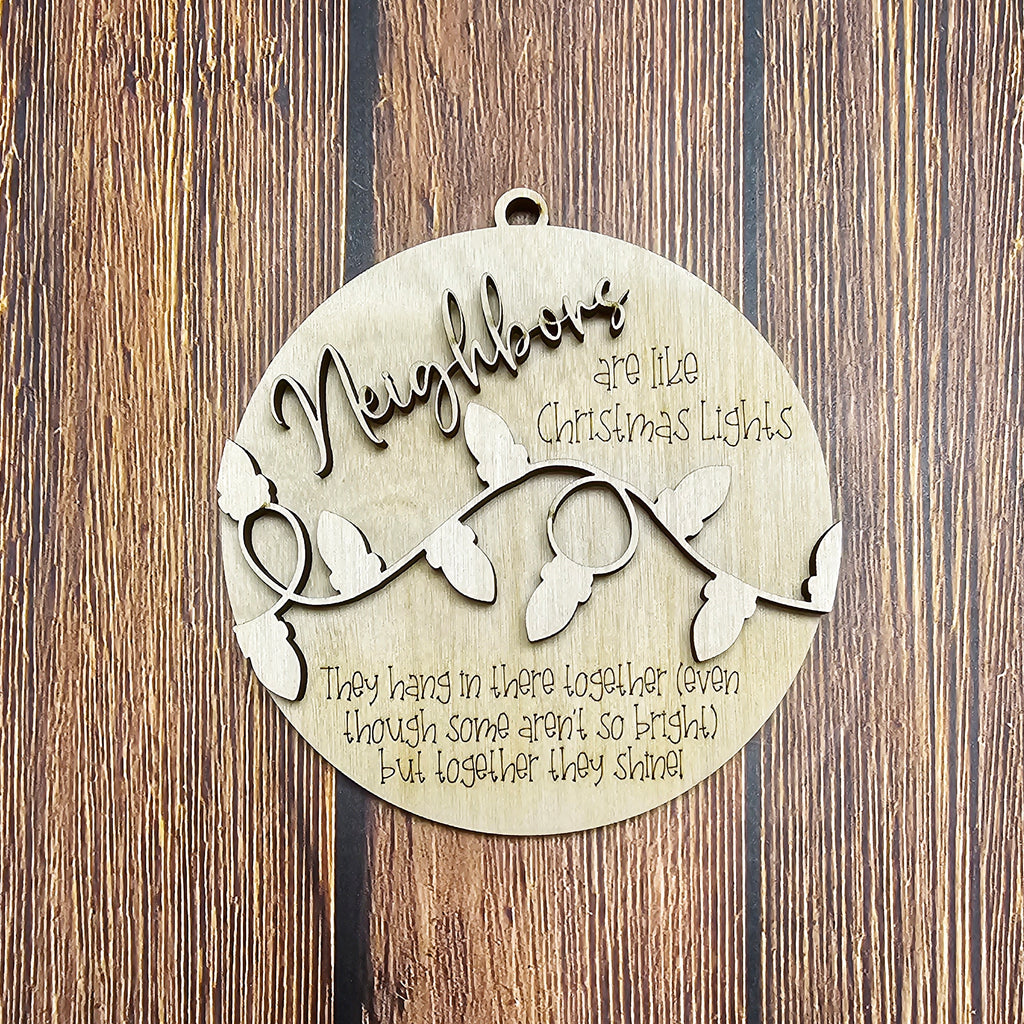 Neighbors
are like
Christmas Lights
They hang in there together (even
though some aren't so bright)
but together they shine!